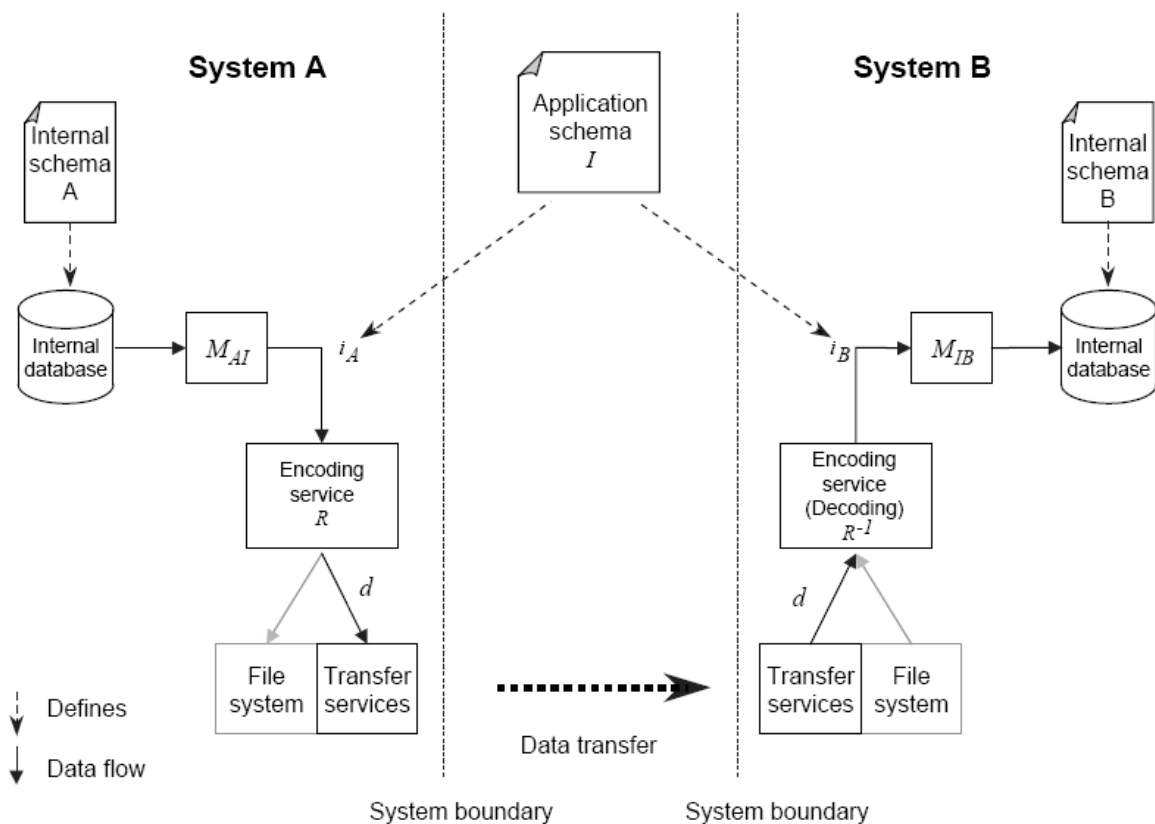 System A
Internal
schema
A
Internal
database
M_AI
i_A
Encoding
service
R
d
File
system
Transfer
services
Defines
Data flow
Application
schema
I
Data transfer
System boundary
System boundary
System B
Internal
schema
B
i_B
M_IB
Internal
database
Encoding
service
(Decoding)
R^-1
d
Transfer
services
File
system